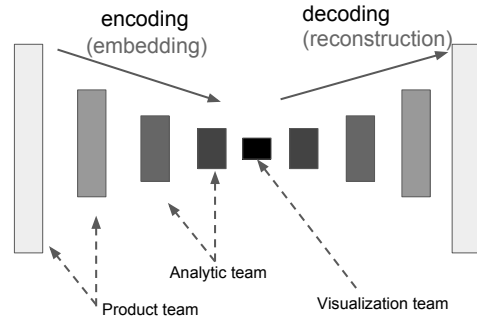 encoding
(embedding)
decoding
(reconstruction)
Analytic team
Product team
Visualization team